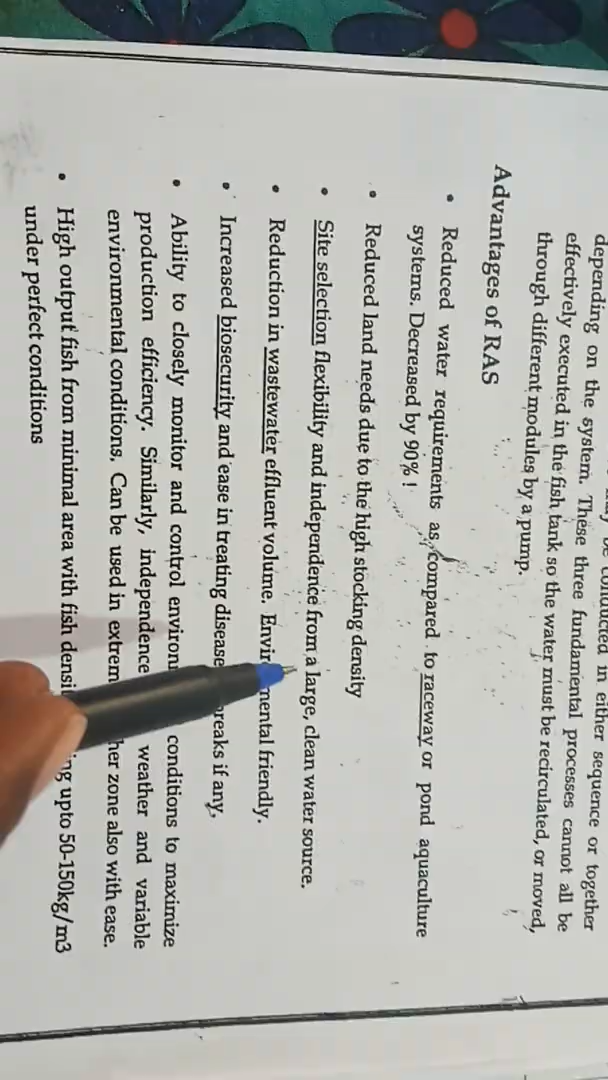 depending on the system. These three fundamental processes cannot all be
effectively executed in the fish tank so the water must be recirculated, or moved,
through different modules by a pump.
Advantages of RAS
• Reduced water requirements as compared to raceway or pond aquaculture
systems. Decreased by 90% !
• Reduced land needs due to the high stocking density
• Site selection flexibility and independence from a large, clean water source.
• Reduction in wastewater effluent volume. mental friendly.
• Increased biosecurity and ease in treating disease reaks if any.
• Ability to closely monitor and control conditions to maximize
production efficiency. Similarly, independence weather and variable
environmental conditions. Can be used in zone also with ease.
• High output fish from minimal area with fish upto 50-150kg/m3
under perfect conditions